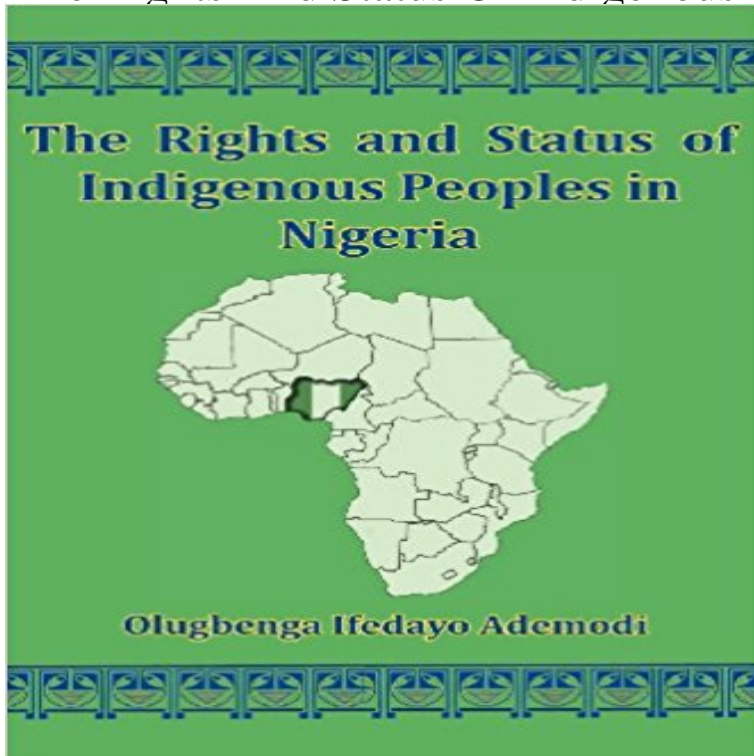 The Rights and Status of
Indigenous Peoples in
Nigeria
Olugbenga Ifedayo Ademodi